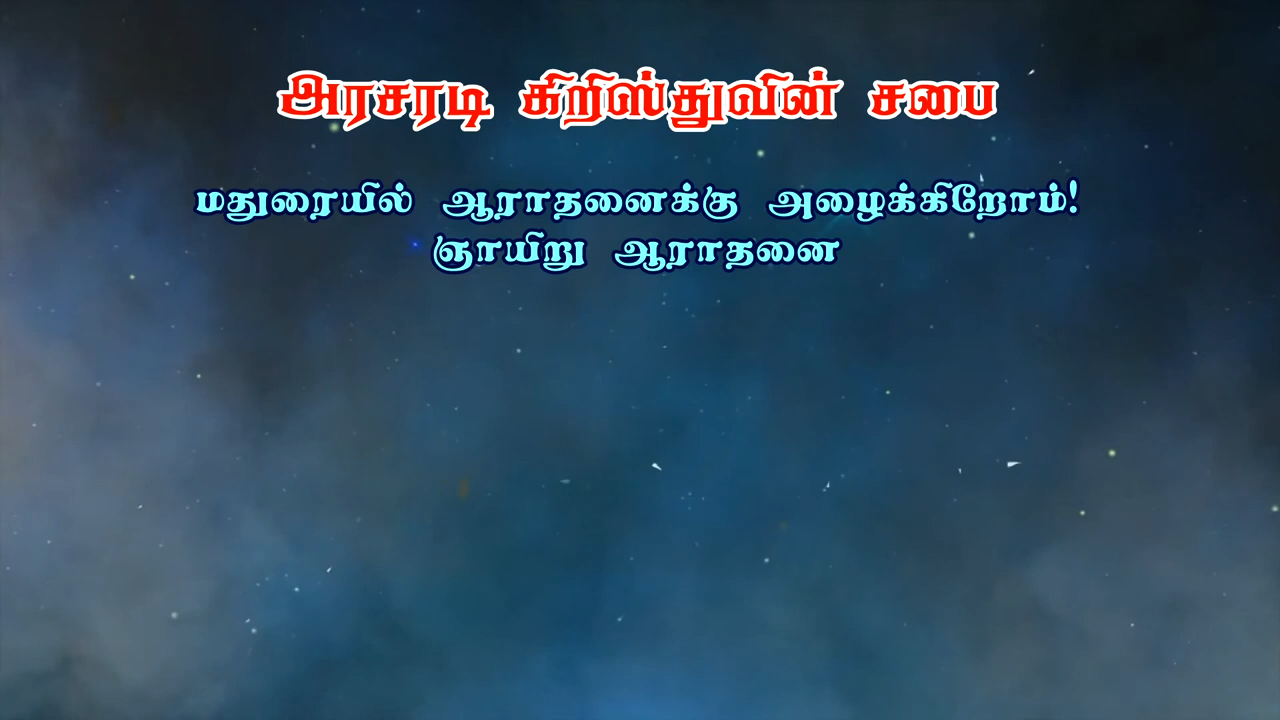 அரசரடி கிறிஸ்துவின் சபை
மதுரையில் ஆராதனைக்கு அழைக்கிறோம்!
ஞாயிறு ஆராதனை